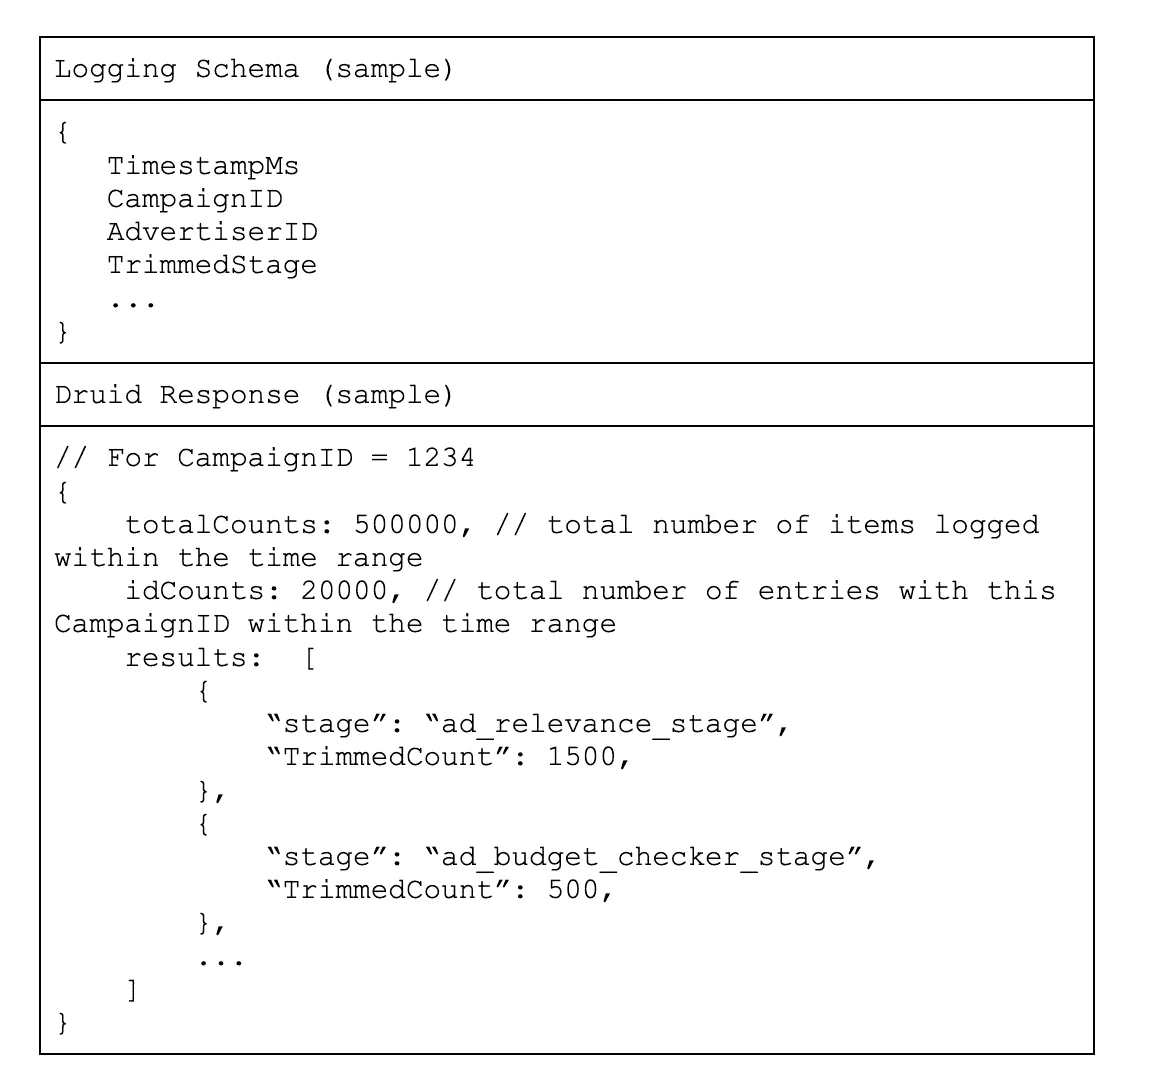 Logging Schema (sample)
{
TimestampMs
CampaignID
AdvertiserID
TrimmedStage
...
}
Druid Response (sample)
// For CampaignID = 1234
{
totalCounts: 500000, // total number of items logged
within the time range
idCounts: 20000, // total number of entries with this
CampaignID within the time range
results:  [
{
“stage”: “ad_relevance_stage”,
“TrimmedCount”: 1500,
},
{
“stage”: “ad_budget_checker_stage”,
“TrimmedCount”: 500,
},
...
]
}